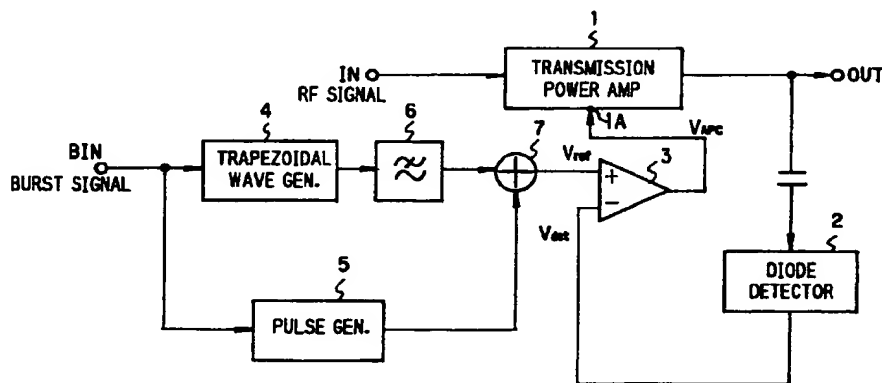 1
IN
RF SIGNAL
TRANSMISSION
POWER AMP
OUT
1A
VAPC
4
6
7
BIN
BURST SIGNAL
TRAPEZOIDAL
WAVE GEN.
Vref
3
+
−
Vdet
5
PULSE GEN.
2
DIODE
DETECTOR